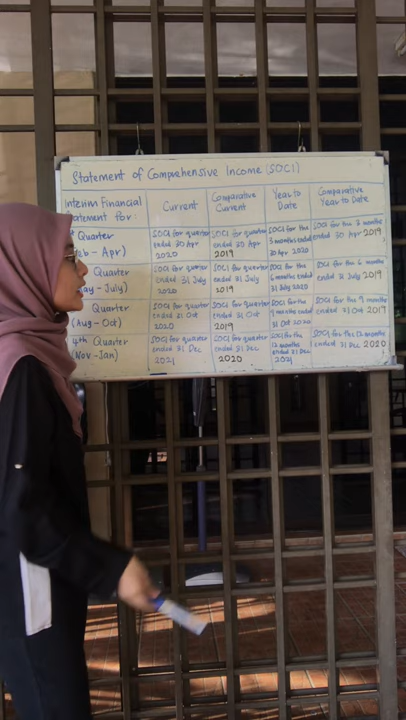 Statement of Comprehensive Income (SOCI)
Interim Financial
Statement for:
Current
Comparative
Current
Year to
Date
Comparative
Year to Date
Quarter
(Feb - Apr)
SOCI for quarter
ended 30 Apr
2020
SOCI for quarter
ended 30 Apr
2019
SOCI for the
3 months ended
30 Apr 2020
SOCI for the 3 months
ended 30 Apr 2019
Quarter
May - July)
SOCI for quarter
ended 31 July
2020
SOCI for quarter
ended 31 July
2019
SOCI for the
6 months ended
31 July 2020
SOCI for the 6 months
ended 31 July 2019
Quarter
(Aug - Oct)
SOCI for quarter
ended 31 Oct
2020
SOCI for quarter
ended 31 Oct
2019
SOCI for the
9 months ended
31 Oct 2020
SOCI for the 9 months
ended 31 Oct 2019
4th Quarter
(Nov - Jan)
SOCI for quarter
ended 31 Dec
2021
SOCI for quarter
ended 31 Dec
2020
SOCI for the
12 months
ended 31 Dec
2021
SOCI for the 12 months
ended 31 Dec 2020